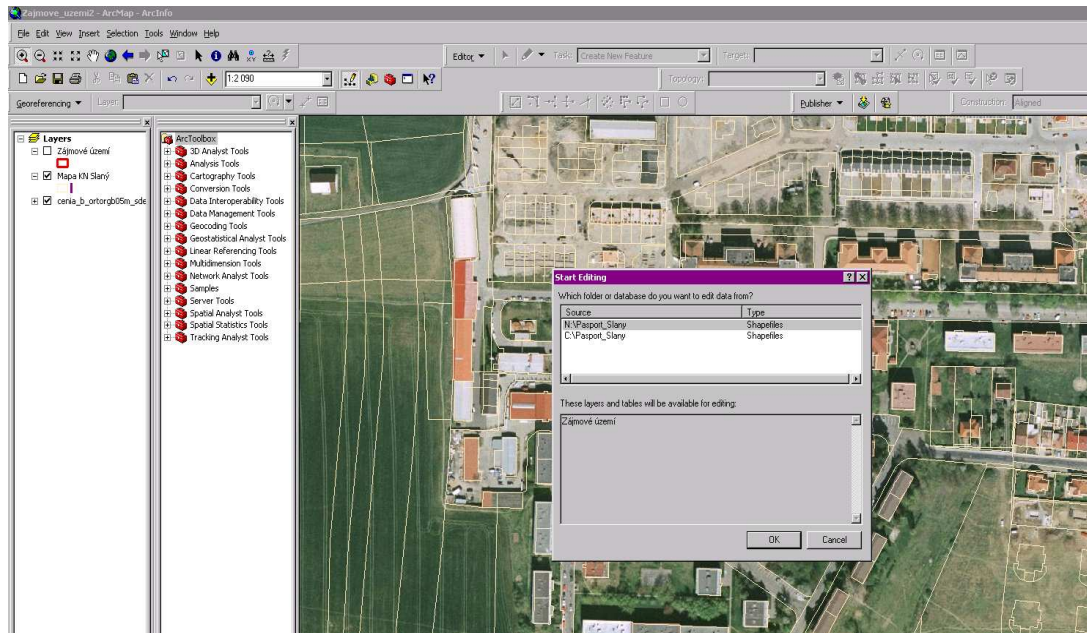 Zajmove_uzemi2 - ArcMap - ArcInfo
File Edit View Insert Selection Tools Window Help
Editor Task: Create New Feature Target:
1:2 090 Topology:
Georeferencing Layer: Publisher Construction: Aligned
Layers
Zájmové území
Mapa KN Slaný
cenia_b_ortorgb05m_sde
ArcToolbox
3D Analyst Tools
Analysis Tools
Cartography Tools
Conversion Tools
Data Interoperability Tools
Data Management Tools
Geocoding Tools
Geostatistical Analyst Tools
Linear Referencing Tools
Multidimension Tools
Network Analyst Tools
Samples
Server Tools
Spatial Analyst Tools
Spatial Statistics Tools
Tracking Analyst Tools
Start Editing
Which folder or database do you want to edit data from?
Source Type
N:\Pasport_Slany Shapefiles
C:\Pasport_Slany Shapefiles
These layers and tables will be available for editing:
Zájmové území
OK Cancel